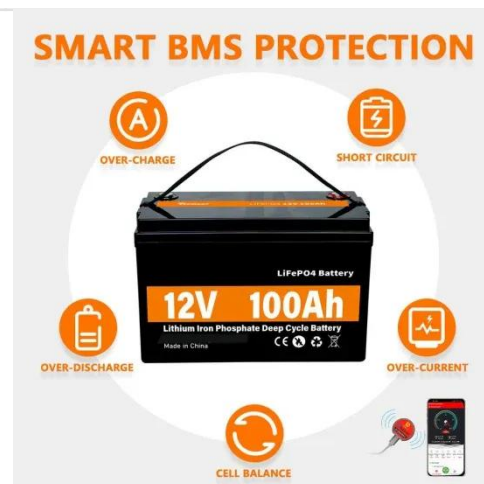 SMART BMS PROTECTION
OVER-CHARGE
SHORT CIRCUIT
LiFePO4 Battery
12V 100Ah
Lithium Iron Phosphate Deep Cycle Battery
Made in China
CE
OVER-DISCHARGE
OVER-CURRENT
CELL BALANCE